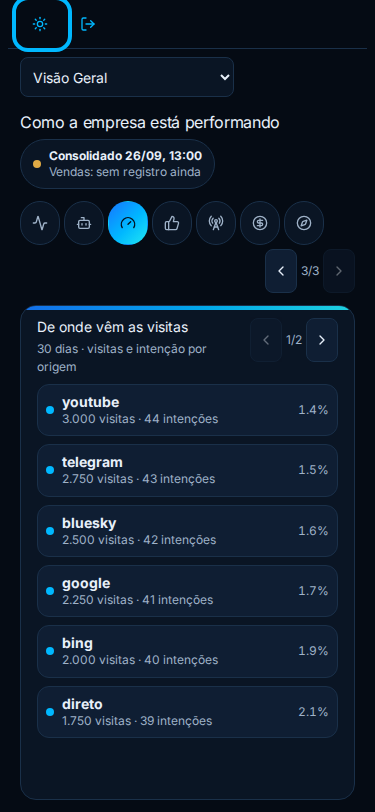 Visão Geral
Como a empresa está performando
Consolidado 26/09, 13:00
Vendas: sem registro ainda
3/3
De onde vêm as visitas
30 dias · visitas e intenção por
origem
1/2
youtube
3.000 visitas · 44 intenções
1.4%
telegram
2.750 visitas · 43 intenções
1.5%
bluesky
2.500 visitas · 42 intenções
1.6%
google
2.250 visitas · 41 intenções
1.7%
bing
2.000 visitas · 40 intenções
1.9%
direto
1.750 visitas · 39 intenções
2.1%